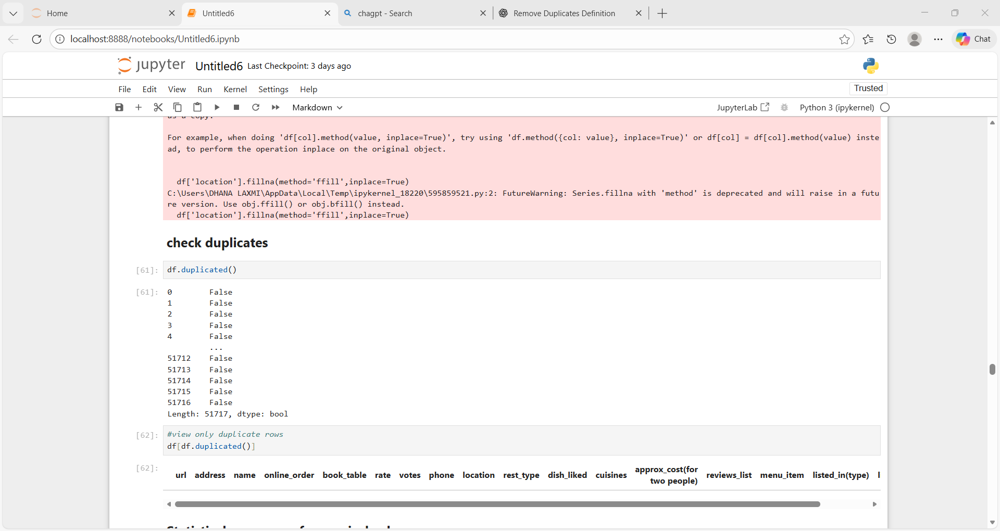 Home
Untitled6
chagpt - Search
Remove Duplicates Definition
localhost:8888/notebooks/Untitled6.ipynb
Chat
jupyter Untitled6 Last Checkpoint: 3 days ago
File Edit View Run Kernel Settings Help
Trusted
Markdown
JupyterLab
Python 3 (ipykernel)
as a copy.
For example, when doing 'df[col].method(value, inplace=True)', try using 'df.method({col: value}, inplace=True)' or df[col] = df[col].method(value) inste
ad, to perform the operation inplace on the original object.
df['location'].fillna(method='ffill',inplace=True)
C:\Users\DHANA LAXMI\AppData\Local\Temp\ipykernel_18220\595859521.py:2: FutureWarning: Series.fillna with 'method' is deprecated and will raise in a futu
re version. Use obj.ffill() or obj.bfill() instead.
df['location'].fillna(method='ffill',inplace=True)
check duplicates
[61]: df.duplicated()
[61]: 0 False
1 False
2 False
3 False
4 False
...
51712 False
51713 False
51714 False
51715 False
51716 False
Length: 51717, dtype: bool
[62]: #view only duplicate rows
df[df.duplicated()]
[62]:
url address name online_order book_table rate votes phone location rest_type dish_liked cuisines approx_cost(for two people) reviews_list menu_item listed_in(type) l